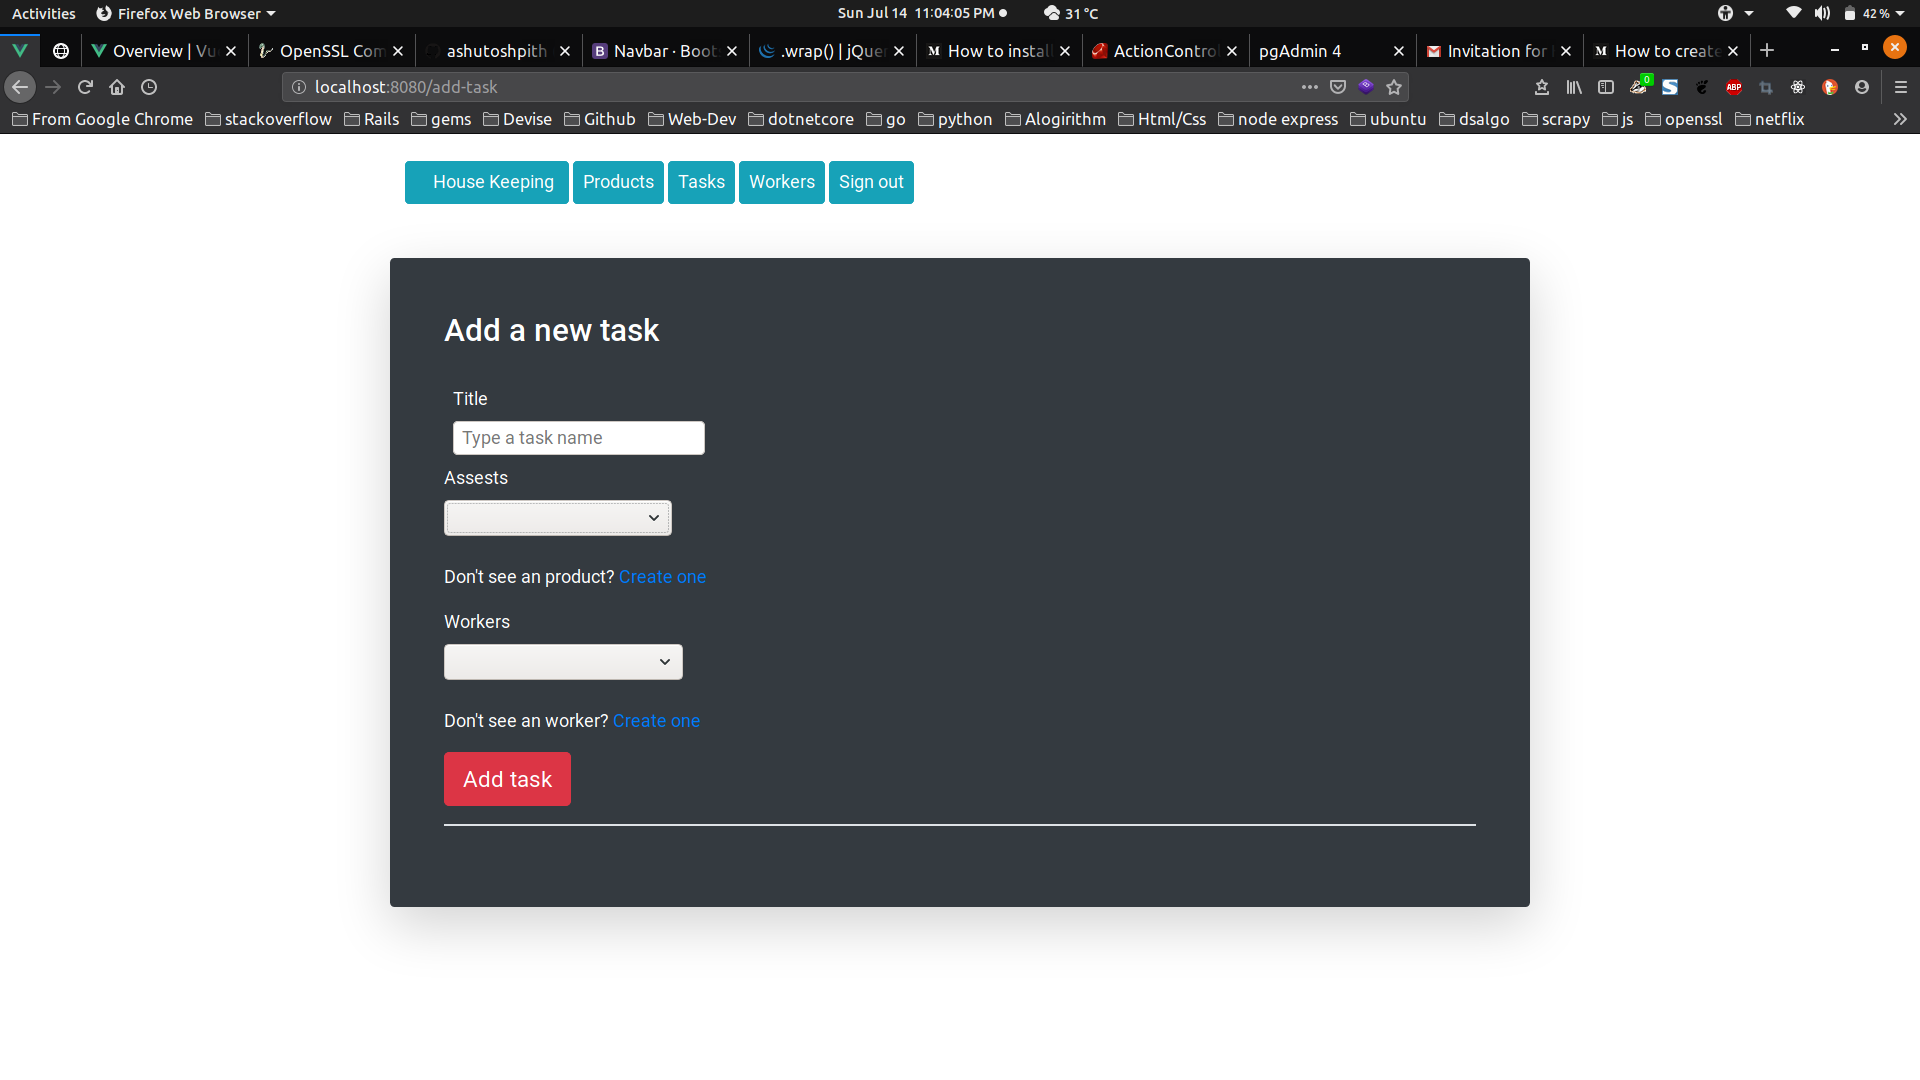 Activities Firefox Web Browser Sun Jul 14 11:04:05 PM 31 °C 42 %
Overview | Vu OpenSSL Com ashutoshpith Navbar · Boot .wrap() | jQue How to install ActionContro pgAdmin 4 Invitation for How to create
localhost:8080/add-task 0 ABP
From Google Chrome stackoverflow Rails gems Devise Github Web-Dev dotnetcore go python Alogirithm Html/Css node express ubuntu dsalgo scrapy js openssl netflix
House Keeping Products Tasks Workers Sign out
Add a new task
Title
Type a task name
Assests
Don't see an product? Create one
Workers
Don't see an worker? Create one
Add task